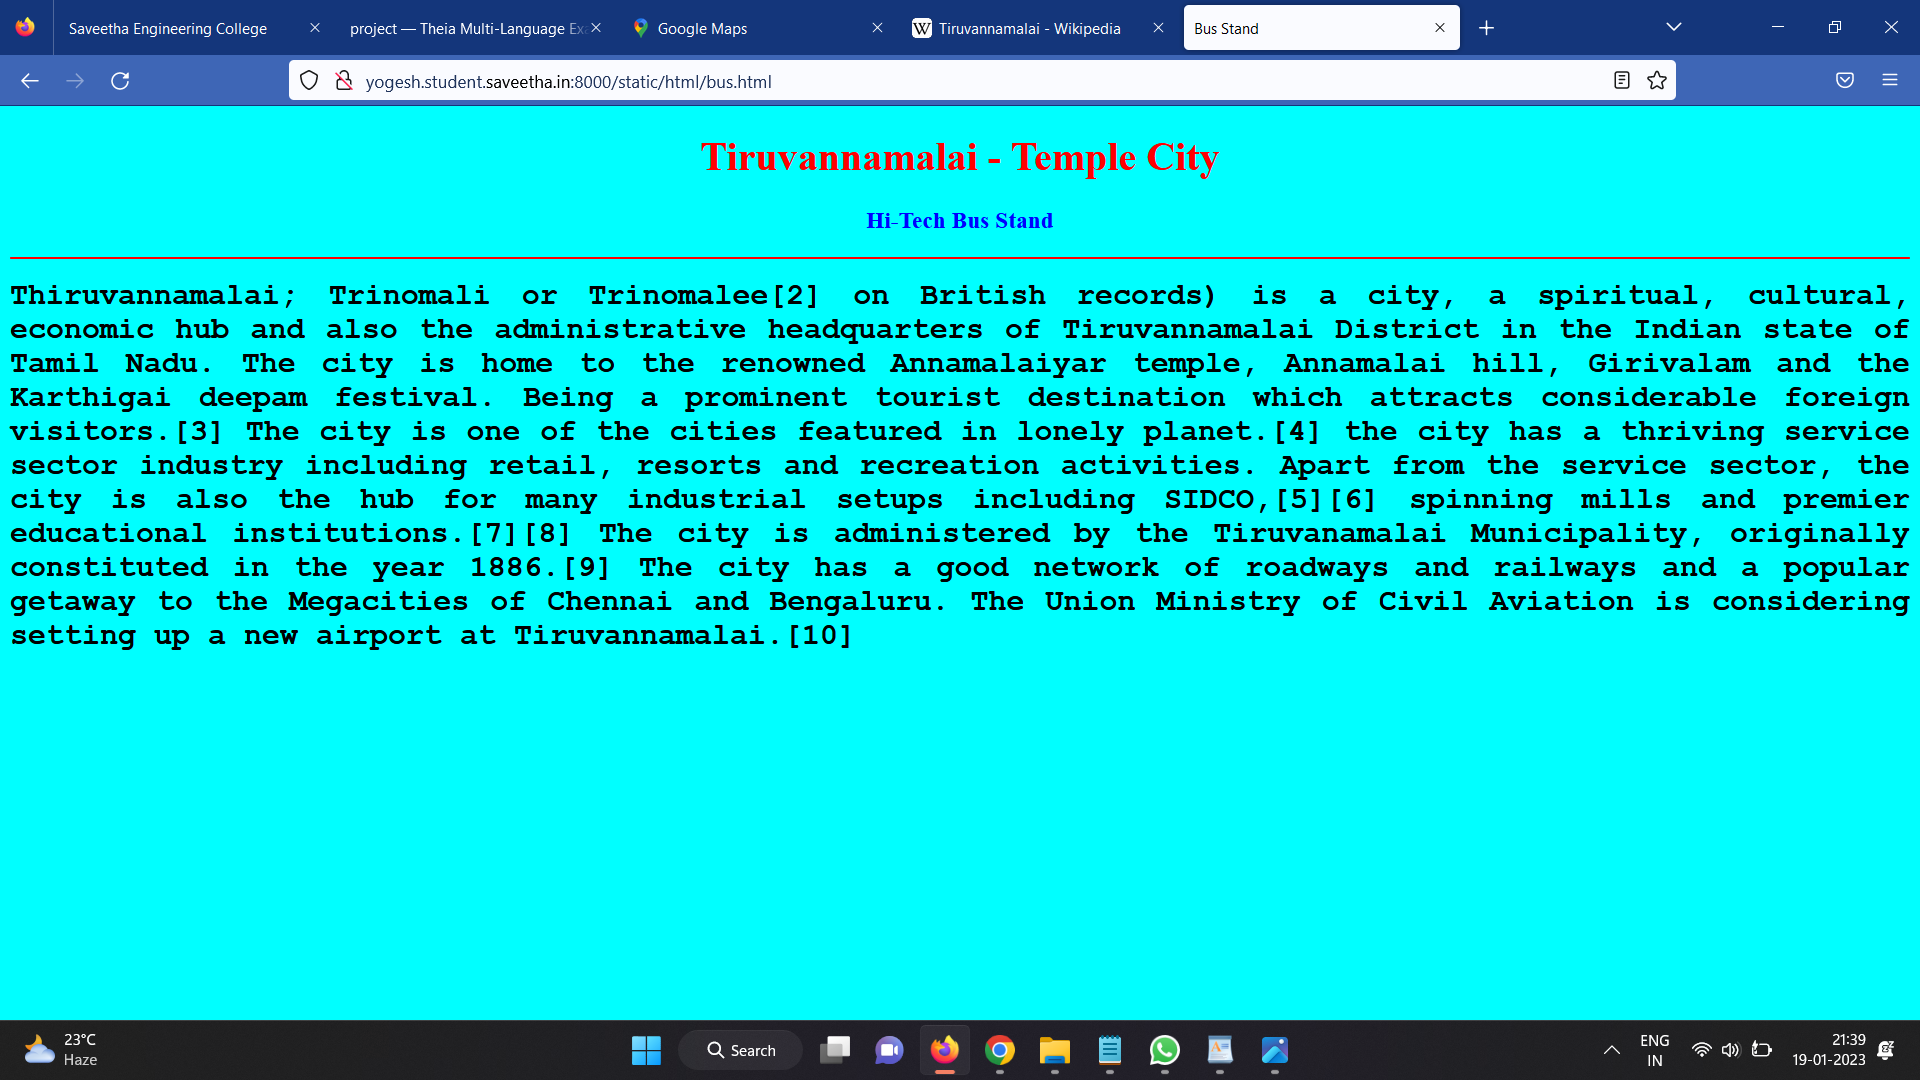 Saveetha Engineering College
project — Theia Multi-Language Ex
Google Maps
Tiruvannamalai - Wikipedia
Bus Stand
yogesh.student.saveetha.in:8000/static/html/bus.html
Tiruvannamalai - Temple City
Hi-Tech Bus Stand
Thiruvannamalai; Trinomali or Trinomalee[2] on British records) is a city, a spiritual, cultural,
economic hub and also the administrative headquarters of Tiruvannamalai District in the Indian state of
Tamil Nadu. The city is home to the renowned Annamalaiyar temple, Annamalai hill, Girivalam and the
Karthigai deepam festival. Being a prominent tourist destination which attracts considerable foreign
visitors.[3] The city is one of the cities featured in lonely planet.[4] the city has a thriving service
sector industry including retail, resorts and recreation activities. Apart from the service sector, the
city is also the hub for many industrial setups including SIDCO,[5][6] spinning mills and premier
educational institutions.[7][8] The city is administered by the Tiruvanamalai Municipality, originally
constituted in the year 1886.[9] The city has a good network of roadways and railways and a popular
getaway to the Megacities of Chennai and Bengaluru. The Union Ministry of Civil Aviation is considering
setting up a new airport at Tiruvannamalai.[10]
23°C
Haze
Search
ENG
IN
21:39
19-01-2023